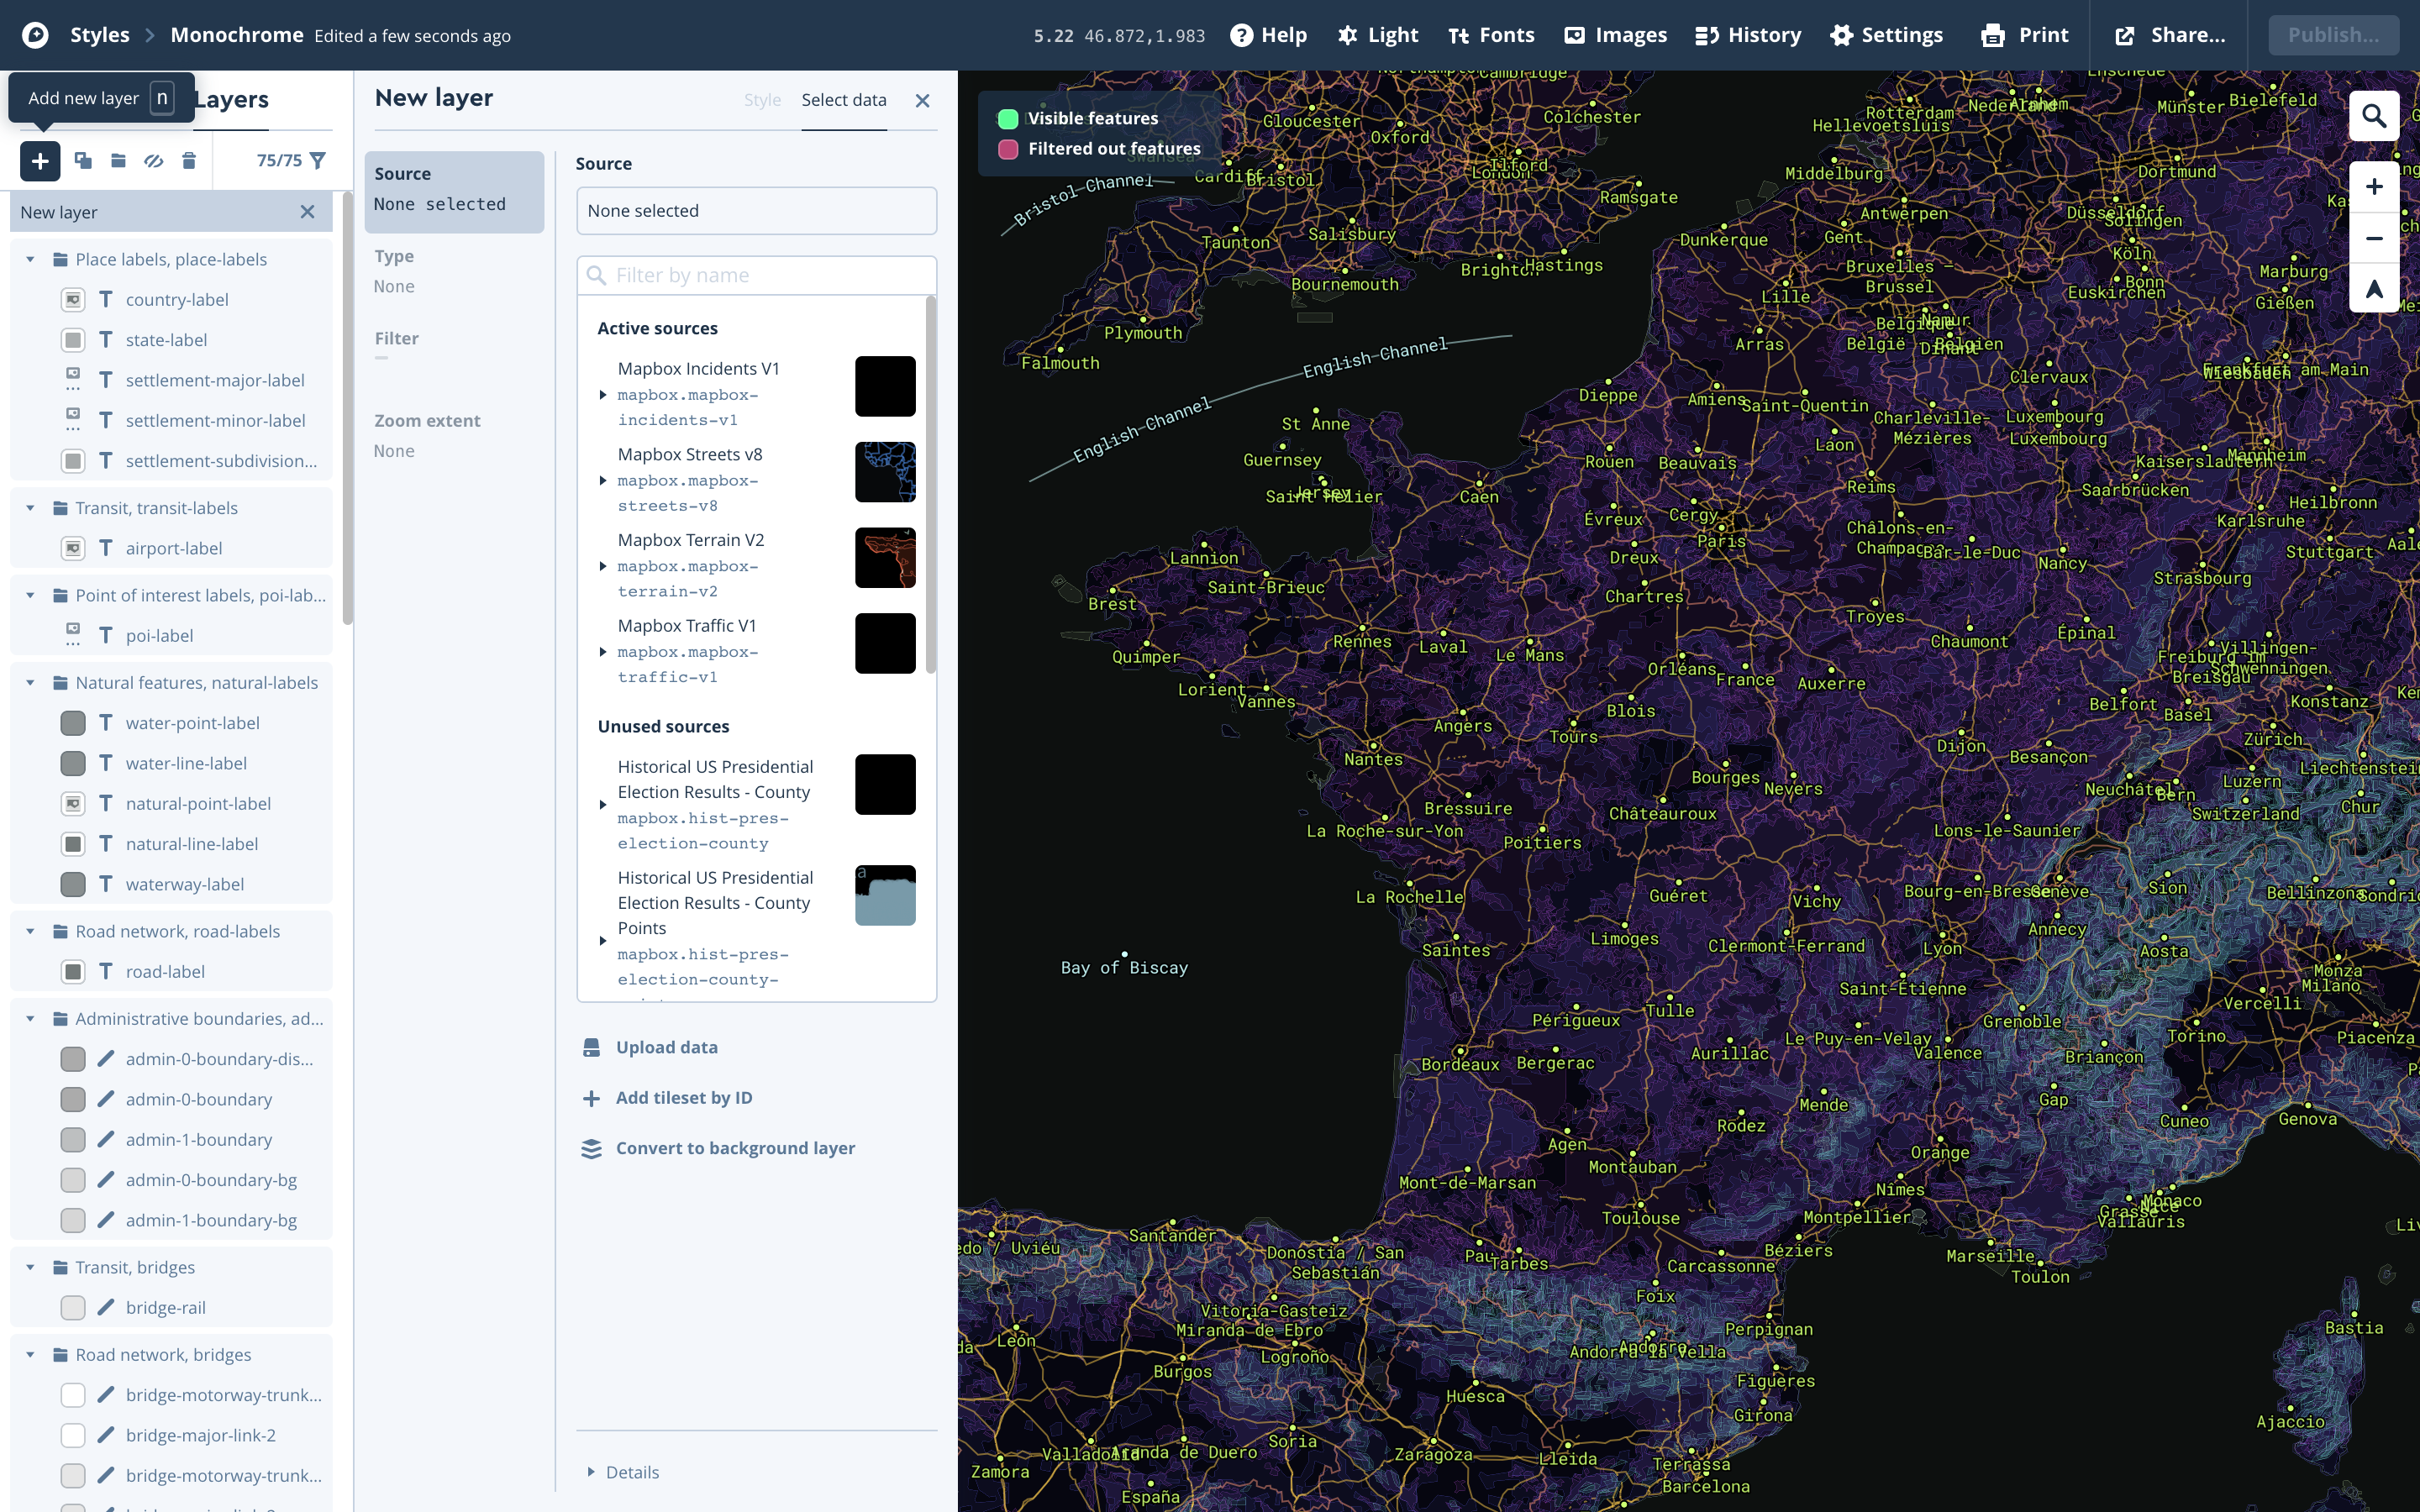 Styles
Monochrome
Edited a few seconds ago
5.22 46.872,1.983
Help
Light
Fonts
Images
History
Settings
Print
Share...
Publish...
Add new layer n
Layers
75/75
New layer
Place labels, place-labels
country-label
state-label
settlement-major-label
settlement-minor-label
settlement-subdivision...
Transit, transit-labels
airport-label
Point of interest labels, poi-lab...
poi-label
Natural features, natural-labels
water-point-label
water-line-label
natural-point-label
natural-line-label
waterway-label
Road network, road-labels
road-label
Administrative boundaries, ad...
admin-0-boundary-dis...
admin-0-boundary
admin-1-boundary
admin-0-boundary-bg
admin-1-boundary-bg
Transit, bridges
bridge-rail
Road network, bridges
bridge-motorway-trunk...
bridge-major-link-2
bridge-motorway-trunk...
New layer
Style
Select data
Source
None selected
Type
None
Filter
Zoom extent
None
Source
None selected
Filter by name
Active sources
Mapbox Incidents V1
mapbox.mapbox-
incidents-v1
Mapbox Streets v8
mapbox.mapbox-
streets-v8
Mapbox Terrain V2
mapbox.mapbox-
terrain-v2
Mapbox Traffic V1
mapbox.mapbox-
traffic-v1
Unused sources
Historical US Presidential
Election Results - County
mapbox.hist-pres-
election-county
Historical US Presidential
Election Results - County
Points
mapbox.hist-pres-
election-county-
Upload data
Add tileset by ID
Convert to background layer
Details
Visible features
Filtered out features
Cambridge
Enschede
Gloucester
Oxford
Colchester
Rotterdam
Hellevoetsluis
Nederland
Arnhem
Münster
Bielefeld
Swansea
Cardiff
Bristol
Ilford
London
Ramsgate
Middelburg
Dortmund
Bristol Channel
Taunton
Salisbury
Dunkerque
Antwerpen
Gent
Düsseldorf
Solingen
Köln
Bournemouth
Brighton
Hastings
Bruxelles –
Brussel
Lille
Bonn
Euskirchen
Marburg
Gießen
Plymouth
Falmouth
English Channel
Arras
Belgique
België
Belgien
Namur
Dinant
Clervaux
Frankfurt am Main
Wiesbaden
Dieppe
Amiens
Saint-Quentin
Charleville-
Mézières
Luxembourg
Luxembourg
English Channel
St Anne
Guernsey
Jersey
Saint Helier
Caen
Rouen
Beauvais
Laon
Reims
Kaiserslautern
Mannheim
Saarbrücken
Heilbronn
Karlsruhe
Évreux
Cergy
Paris
Châlons-en-
Champagne
Bar-le-Duc
Nancy
Stuttgart
Lannion
Saint-Brieuc
Dreux
Chartres
Strasbourg
Brest
Troyes
Chaumont
Épinal
Quimper
Rennes
Laval
Le Mans
Orléans
France
Auxerre
Freiburg im
Breisgau
Villingen-
Schwenningen
Lorient
Vannes
Blois
Belfort
Basel
Konstanz
Angers
Tours
Nantes
Dijon
Besançon
Zürich
Bourges
Nevers
Neuchâtel
Bern
Luzern
Liechtenstein
Switzerland
Chur
Bressuire
Châteauroux
La Roche-sur-Yon
Poitiers
Lons-le-Saunier
La Rochelle
Guéret
Vichy
Bourg-en-Bresse
Genève
Sion
Bellinzona
Annecy
Saintes
Limoges
Clermont-Ferrand
Lyon
Aosta
Bay of Biscay
Saint-Étienne
Monza
Milano
Vercelli
Périgueux
Tulle
Grenoble
Torino
Piacenza
Bordeaux
Bergerac
Aurillac
Le Puy-en-Velay
Valence
Briançon
Mende
Gap
Cuneo
Genova
Rodez
Agen
Montauban
Orange
Mont-de-Marsan
Nîmes
Monaco
Nice
Grasse
Vallauris
Toulouse
Montpellier
Santander
Donostia / San
Sebastián
Pau
Tarbes
Carcassonne
Béziers
Marseille
Toulon
Foix
Vitoria-Gasteiz
Miranda de Ebro
Logroño
León
Burgos
Andorra
Andorra la Vella
Perpignan
Bastia
Huesca
Figueres
Girona
Ajaccio
Valladolid
Aranda de Duero
Soria
Zaragoza
Lleida
Terrassa
Barcelona
Zamora
España